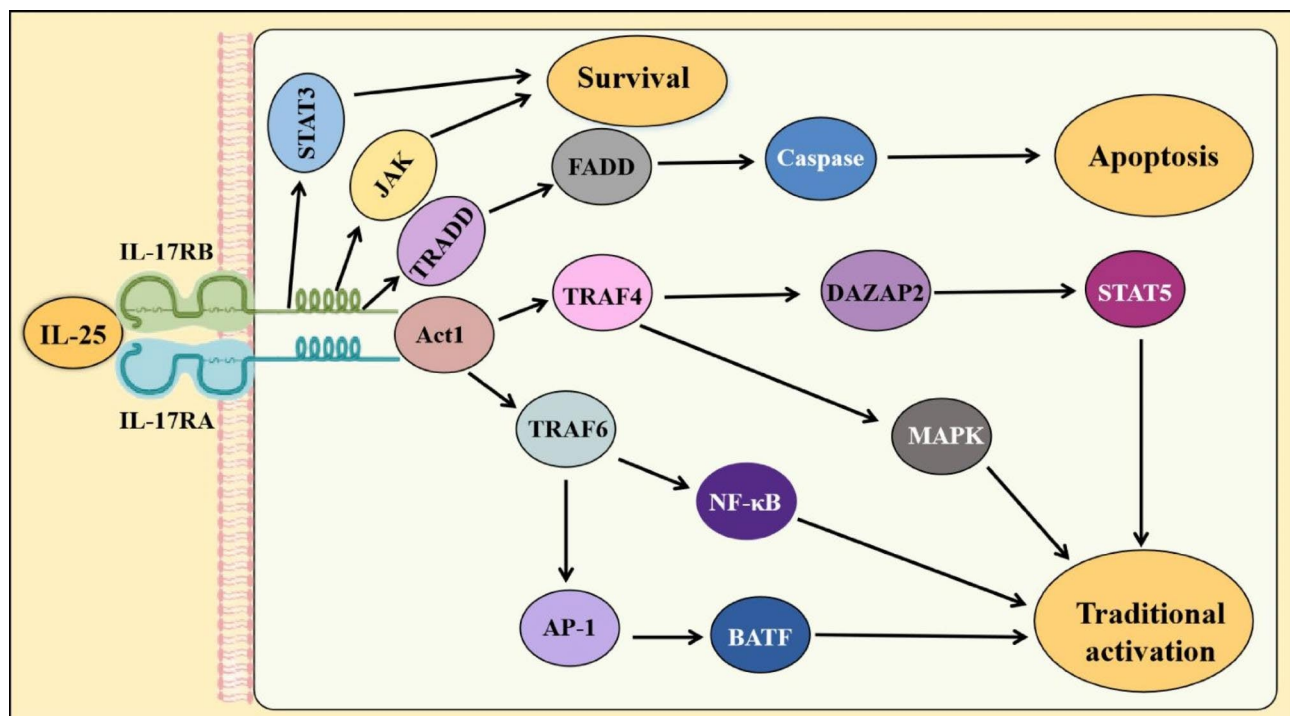 Survival
STAT3
JAK
FADD
Caspase
Apoptosis
TRADD
IL-17RB
IL-25
TRAF4
DAZAP2
STAT5
Act1
IL-17RA
TRAF6
MAPK
NF-κB
AP-1
BATF
Traditional
activation